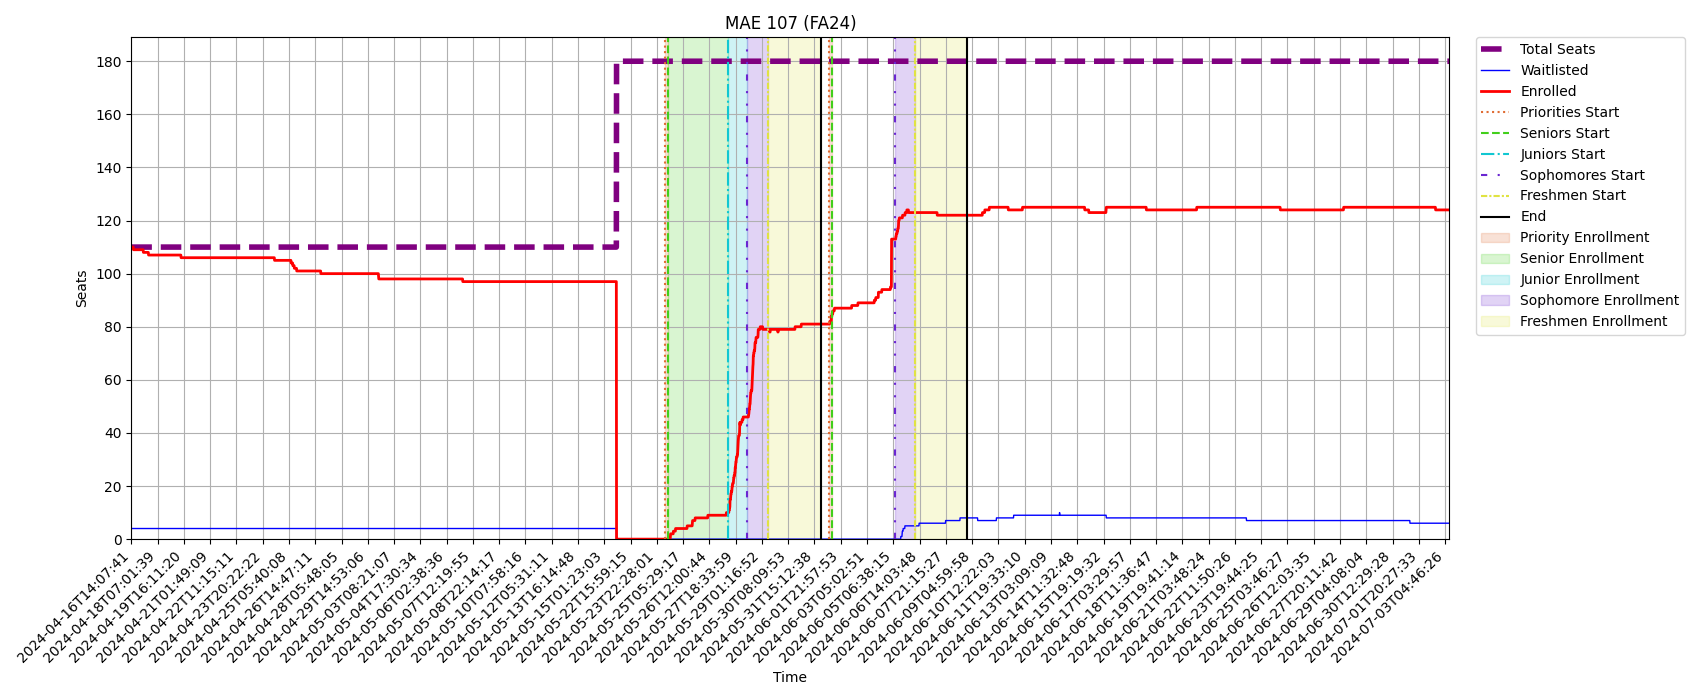 MAE 107 (FA24)
Seats
180
160
140
120
100
80
60
40
20
0
2024-04-16T14:07:41
2024-04-18T07:01:39
2024-04-19T16:11:20
2024-04-21T01:49:09
2024-04-22T11:15:11
2024-04-23T20:22:22
2024-04-25T05:40:08
2024-04-26T14:47:11
2024-04-28T05:48:05
2024-04-29T14:53:06
2024-05-03T08:21:07
2024-05-04T17:30:34
2024-05-06T02:38:36
2024-05-07T12:19:55
2024-05-08T22:14:17
2024-05-10T07:58:16
2024-05-12T05:31:11
2024-05-13T16:14:48
2024-05-15T01:23:03
2024-05-22T15:59:15
2024-05-23T22:28:01
2024-05-25T05:29:17
2024-05-26T12:00:44
2024-05-27T18:33:59
2024-05-29T01:16:52
2024-05-30T08:09:53
2024-05-31T15:12:38
2024-06-01T21:57:53
2024-06-03T05:02:51
2024-06-05T06:38:15
2024-06-06T14:03:48
2024-06-07T21:15:27
2024-06-09T04:59:58
2024-06-10T12:22:03
2024-06-11T19:33:10
2024-06-13T03:09:09
2024-06-14T11:32:48
2024-06-15T19:19:32
2024-06-17T03:29:57
2024-06-18T11:36:47
2024-06-19T19:41:14
2024-06-21T03:48:24
2024-06-22T11:50:26
2024-06-23T19:44:25
2024-06-25T03:46:27
2024-06-26T12:03:35
2024-06-27T20:11:42
2024-06-29T04:08:04
2024-06-30T12:29:28
2024-07-01T20:27:33
2024-07-03T04:46:26
Time
Total Seats
Waitlisted
Enrolled
Priorities Start
Seniors Start
Juniors Start
Sophomores Start
Freshmen Start
End
Priority Enrollment
Senior Enrollment
Junior Enrollment
Sophomore Enrollment
Freshmen Enrollment